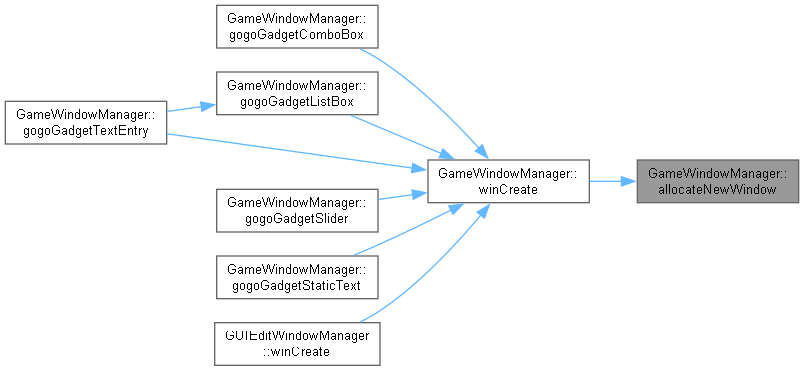 GameWindowManager::
gogoGadgetComboBox
GameWindowManager::
gogoGadgetListBox
GameWindowManager::
gogoGadgetTextEntry
GameWindowManager::
winCreate
GameWindowManager::
allocateNewWindow
GameWindowManager::
gogoGadgetSlider
GameWindowManager::
gogoGadgetStaticText
GUIEditWindowManager
::winCreate